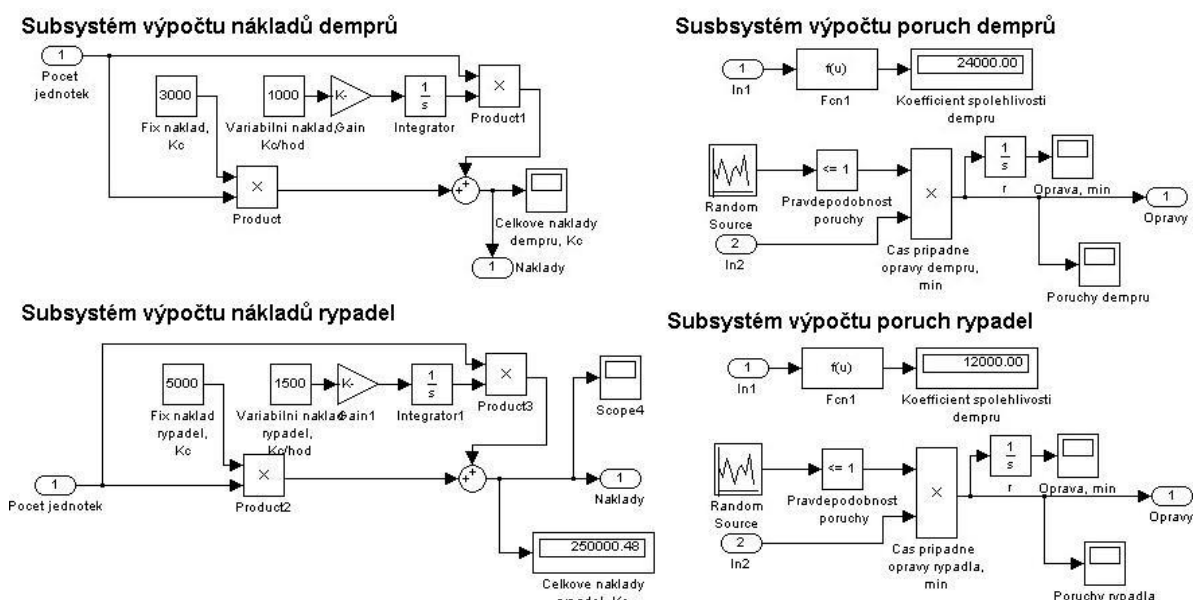 Subsystém výpočtu nákladů demprů
1
Pocet
jednotek
3000
Fix naklad,
Kc
1000
Variabilni naklad,
Kc/hod
K-
Gain
1
s
Integrator
×
Product1
×
Product
++
Celkove naklady
dempru, Kc
1
Naklady
Susbsystém výpočtu poruch demprů
1
In1
f(u)
Fcn1
24000.00
Koefficient spolehlivosti
dempru
Random
Source
<= 1
Pravdepodobnost
poruchy
2
In2
×
Cas pripadne
opravy dempru,
min
1
s
r
Oprava, min
1
Opravy
Poruchy dempru
Subsystém výpočtu nákladů rypadel
5000
Fix naklad
rypadel,
Kc
1500
Variabilni naklad
rypadel,
Kc/hod
K-
Gain1
1
s
Integrator1
×
Product3
Scope4
1
Pocet jednotek
×
Product2
++
1
Naklady
250000.48
Celkove naklady
Subsystém výpočtu poruch rypadel
1
In1
f(u)
Fcn1
12000.00
Koefficient spolehlivosti
dempru
Random
Source
<= 1
Pravdepodobnost
poruchy
2
In2
×
Cas pripadne
opravy rypadla,
min
1
s
r
Oprava, min
1
Opravy
Poruchy rypadla